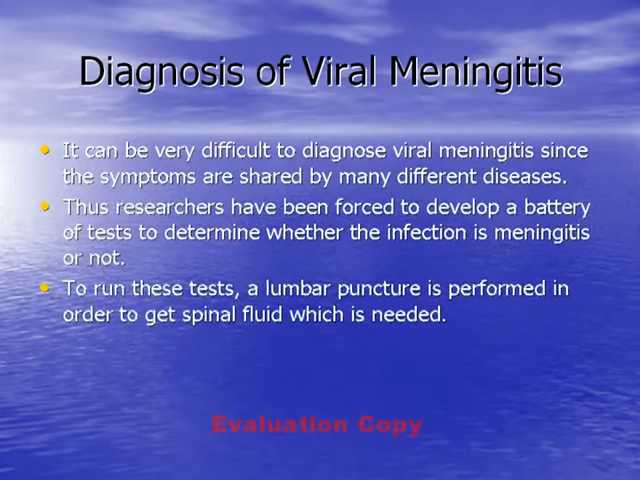 Diagnosis of Viral Meningitis
• It can be very difficult to diagnose viral meningitis since
the symptoms are shared by many different diseases.
• Thus researchers have been forced to develop a battery
of tests to determine whether the infection is meningitis
or not.
• To run these tests, a lumbar puncture is performed in
order to get spinal fluid which is needed.
Evaluation Copy